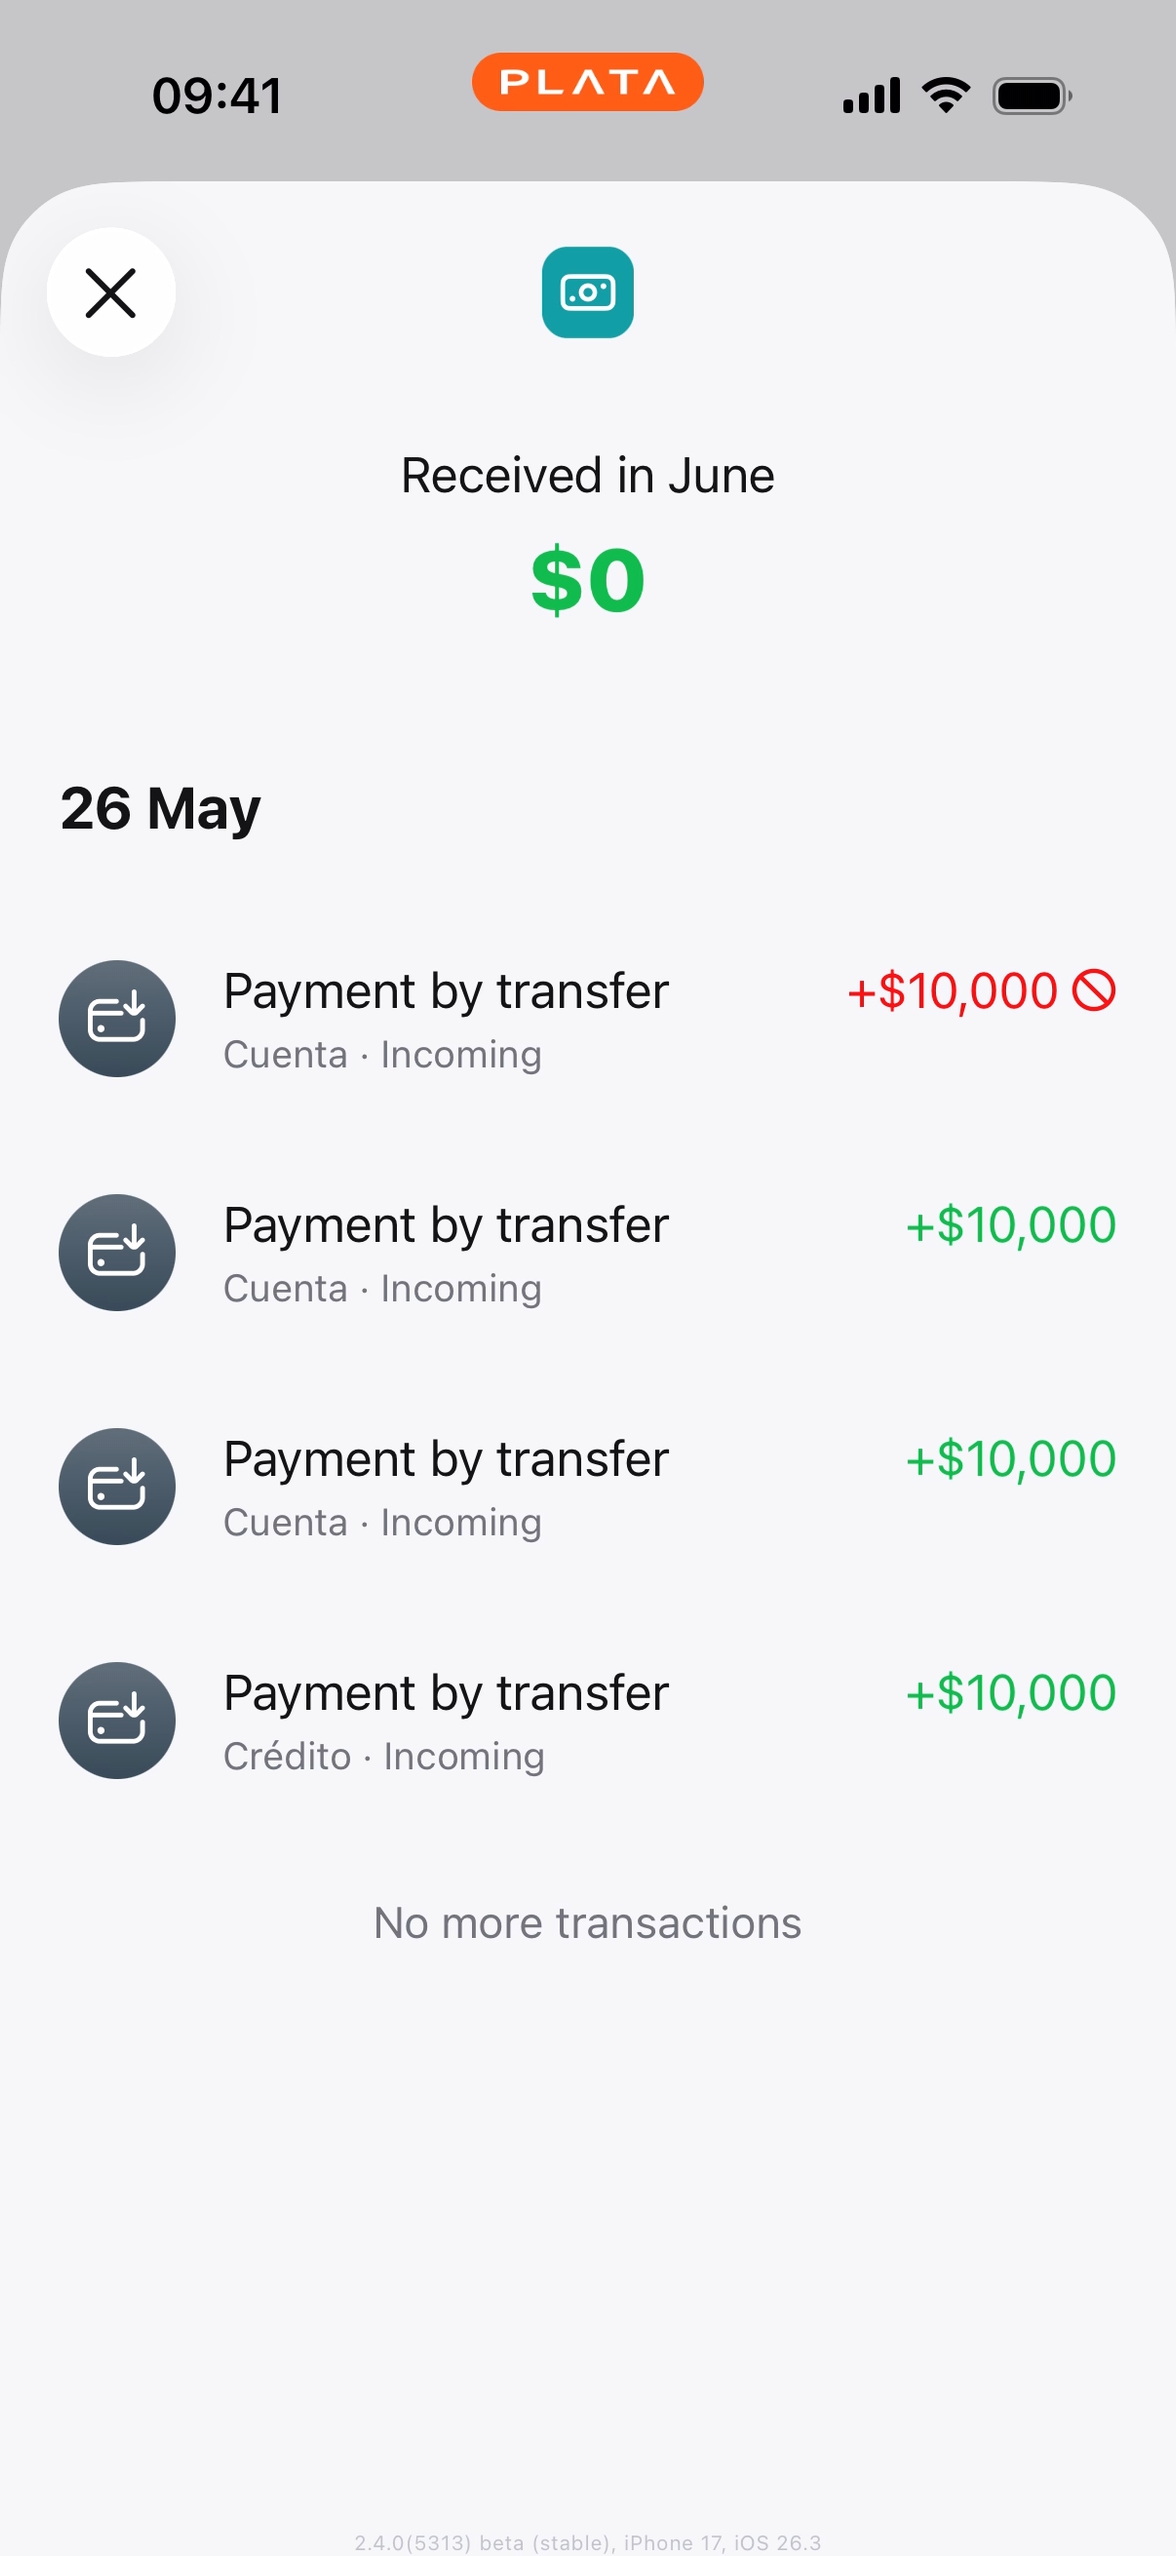 09:41
PLATA
Received in June
$0
26 May
Payment by transfer
+$10,000
Cuenta · Incoming
Payment by transfer
+$10,000
Cuenta · Incoming
Payment by transfer
+$10,000
Cuenta · Incoming
Payment by transfer
+$10,000
Crédito · Incoming
No more transactions
2.4.0(5313) beta (stable), iPhone 17, iOS 26.3